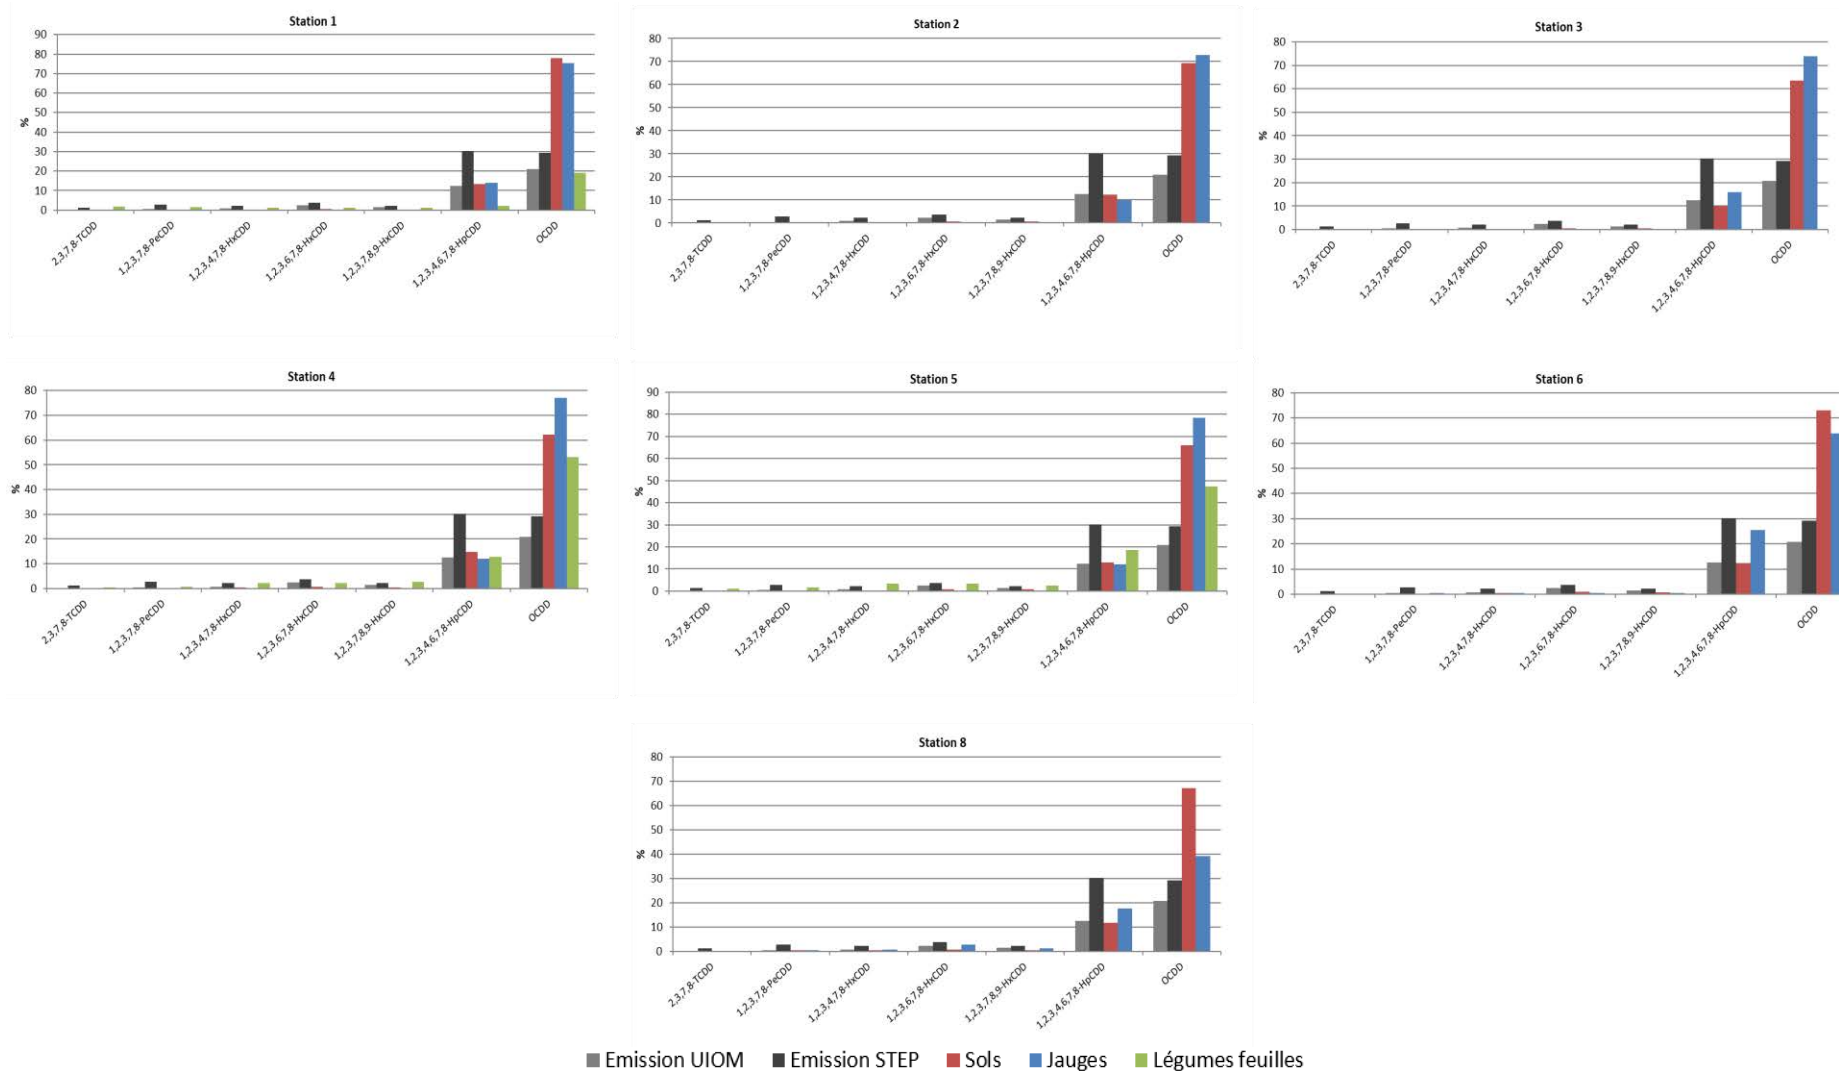 Station 1
90
80
70
60
50
40
30
20
10
0
%
2,3,7,8-TCDD
1,2,3,7,8-PeCDD
1,2,3,4,7,8-HxCDD
1,2,3,6,7,8-HxCDD
1,2,3,7,8,9-HxCDD
1,2,3,4,6,7,8-HpCDD
OCDD
Station 2
80
70
60
50
40
30
20
10
0
%
2,3,7,8-TCDD
1,2,3,7,8-PeCDD
1,2,3,4,7,8-HxCDD
1,2,3,6,7,8-HxCDD
1,2,3,7,8,9-HxCDD
1,2,3,4,6,7,8-HpCDD
OCDD
Station 3
80
70
60
50
40
30
20
10
0
%
2,3,7,8-TCDD
1,2,3,7,8-PeCDD
1,2,3,4,7,8-HxCDD
1,2,3,6,7,8-HxCDD
1,2,3,7,8,9-HxCDD
1,2,3,4,6,7,8-HpCDD
OCDD
Station 4
80
70
60
50
40
30
20
10
0
%
2,3,7,8-TCDD
1,2,3,7,8-PeCDD
1,2,3,4,7,8-HxCDD
1,2,3,6,7,8-HxCDD
1,2,3,7,8,9-HxCDD
1,2,3,4,6,7,8-HpCDD
OCDD
Station 5
90
80
70
60
50
40
30
20
10
0
%
2,3,7,8-TCDD
1,2,3,7,8-PeCDD
1,2,3,4,7,8-HxCDD
1,2,3,6,7,8-HxCDD
1,2,3,7,8,9-HxCDD
1,2,3,4,6,7,8-HpCDD
OCDD
Station 6
80
70
60
50
40
30
20
10
0
%
2,3,7,8-TCDD
1,2,3,7,8-PeCDD
1,2,3,4,7,8-HxCDD
1,2,3,6,7,8-HxCDD
1,2,3,7,8,9-HxCDD
1,2,3,4,6,7,8-HpCDD
OCDD
Station 8
80
70
60
50
40
30
20
10
0
%
2,3,7,8-TCDD
1,2,3,7,8-PeCDD
1,2,3,4,7,8-HxCDD
1,2,3,6,7,8-HxCDD
1,2,3,7,8,9-HxCDD
1,2,3,4,6,7,8-HpCDD
OCDD
Emission UIOM Emission STEP Sols Jauges Légumes feuilles